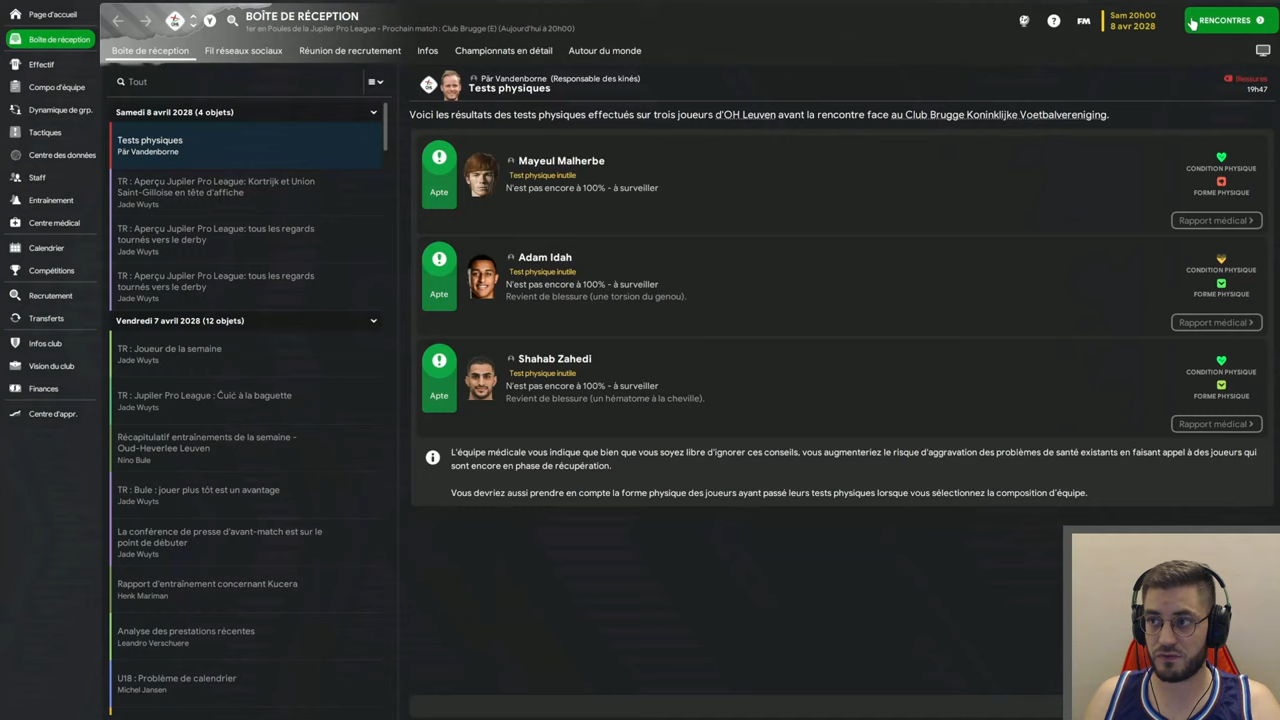 Page d'accueil
Boîte de réception
Effectif
Compo d'équipe
Dynamique de grp.
Tactiques
Centre des données
Staff
Entraînement
Centre médical
Calendrier
Compétitions
Recrutement
Transferts
Infos club
Vision du club
Finances
Centre d'appr.
BOÎTE DE RÉCEPTION
er en Poules de la Jupiler Pro League - Prochain match : Club Brugge (E) (Aujourd'hui à 20h00)
FM
Sam 20h00
8 avr 2028
RENCONTRES
Boîte de réception
Fil réseaux sociaux
Réunion de recrutement
Infos
Championnats en détail
Autour du monde
Tout
Samedi 8 avril 2028 (4 objets)
Tests physiques
Pär Vandenborne
TR : Aperçu Jupiler Pro League: Kortrijk et Union
Saint-Gilloise en tête d'affiche
Jade Wuyts
TR : Aperçu Jupiler Pro League: tous les regards
tournés vers le derby
Jade Wuyts
TR : Aperçu Jupiler Pro League: tous les regards
tournés vers le derby
Jade Wuyts
Vendredi 7 avril 2028 (12 objets)
TR : Joueur de la semaine
Jade Wuyts
TR : Jupiler Pro League : Čuić à la baguette
Jade Wuyts
Récapitulatif entraînements de la semaine -
Oud-Heverlee Leuven
Nino Bule
TR : Bule : jouer plus tôt est un avantage
Jade Wuyts
La conférence de presse d'avant-match est sur le
point de débuter
Jade Wuyts
Rapport d'entraînement concernant Kucera
Henk Mariman
Analyse des prestations récentes
Leandro Verschuere
U18 : Problème de calendrier
Michel Jansen
Pär Vandenborne (Responsable des kinés)
Tests physiques
Blessures
19h47
Voici les résultats des tests physiques effectués sur trois joueurs d'OH Leuven avant la rencontre face au Club Brugge Koninklijke Voetbalvereniging.
Apte
Mayeul Malherbe
Test physique inutile
N'est pas encore à 100% - à surveiller
CONDITION PHYSIQUE
FORME PHYSIQUE
Rapport médical
Apte
Adam Idah
Test physique inutile
N'est pas encore à 100% - à surveiller
Revient de blessure (une torsion du genou).
CONDITION PHYSIQUE
FORME PHYSIQUE
Rapport médical
Apte
Shahab Zahedi
Test physique inutile
N'est pas encore à 100% - à surveiller
Revient de blessure (un hématome à la cheville).
CONDITION PHYSIQUE
FORME PHYSIQUE
Rapport médical
L'équipe médicale vous indique que bien que vous soyez libre d'ignorer ces conseils, vous augmenteriez le risque d'aggravation des problèmes de santé existants en faisant appel à des joueurs qui
sont encore en phase de récupération.
Vous devriez aussi prendre en compte la forme physique des joueurs ayant passé leurs tests physiques lorsque vous sélectionnez la composition d'équipe.